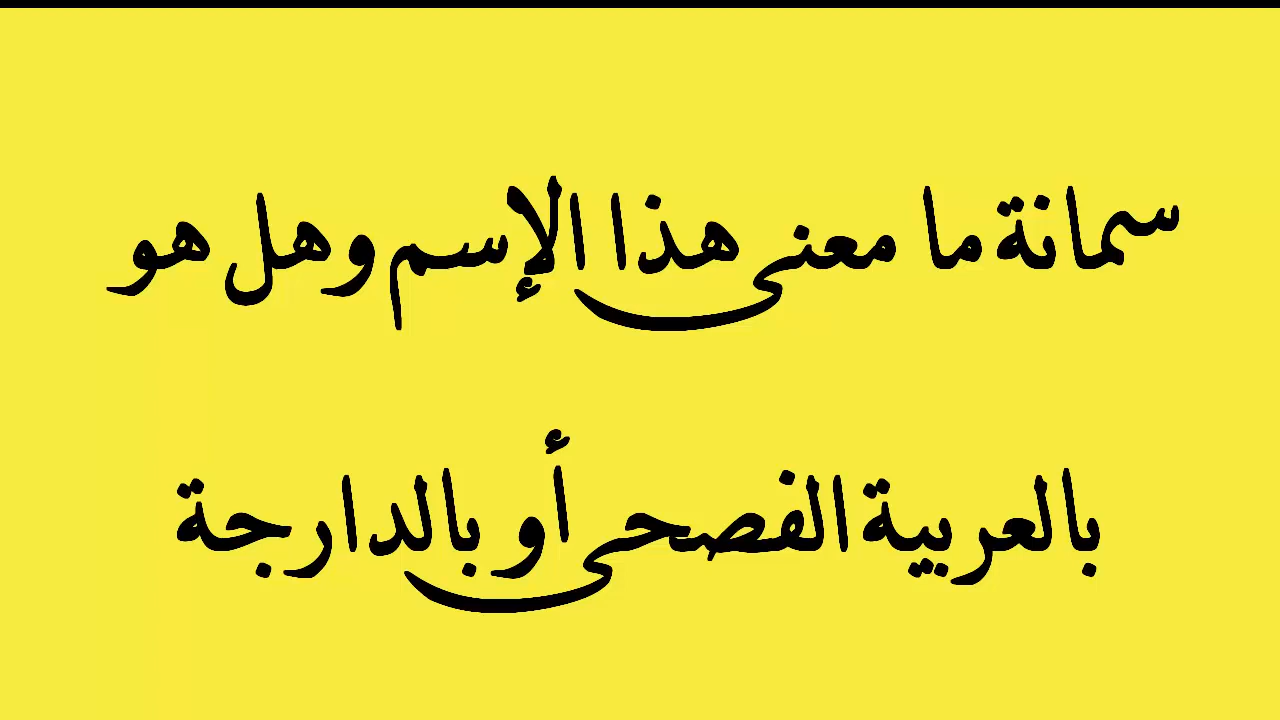 سمانة ما معنى هذا الإسم وهل هو
بالعربية الفصحى أو بالدارجة